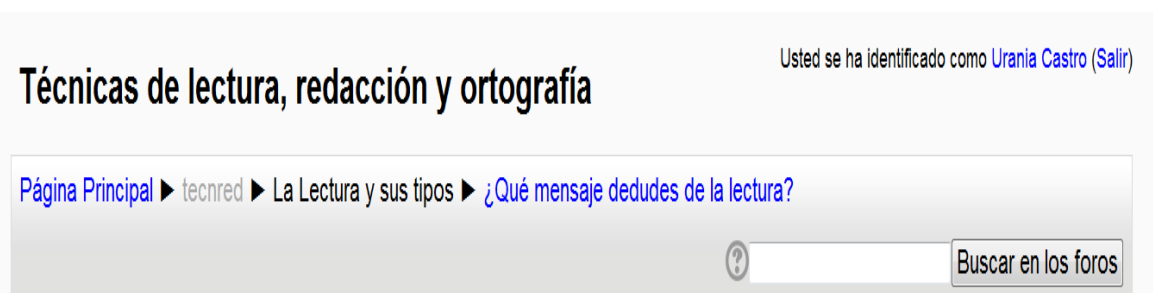 Usted se ha identificado como Urania Castro (Salir)
Técnicas de lectura, redacción y ortografía
Página Principal ► tecnred ► La Lectura y sus tipos ► ¿Qué mensaje dedudes de la lectura?
Buscar en los foros